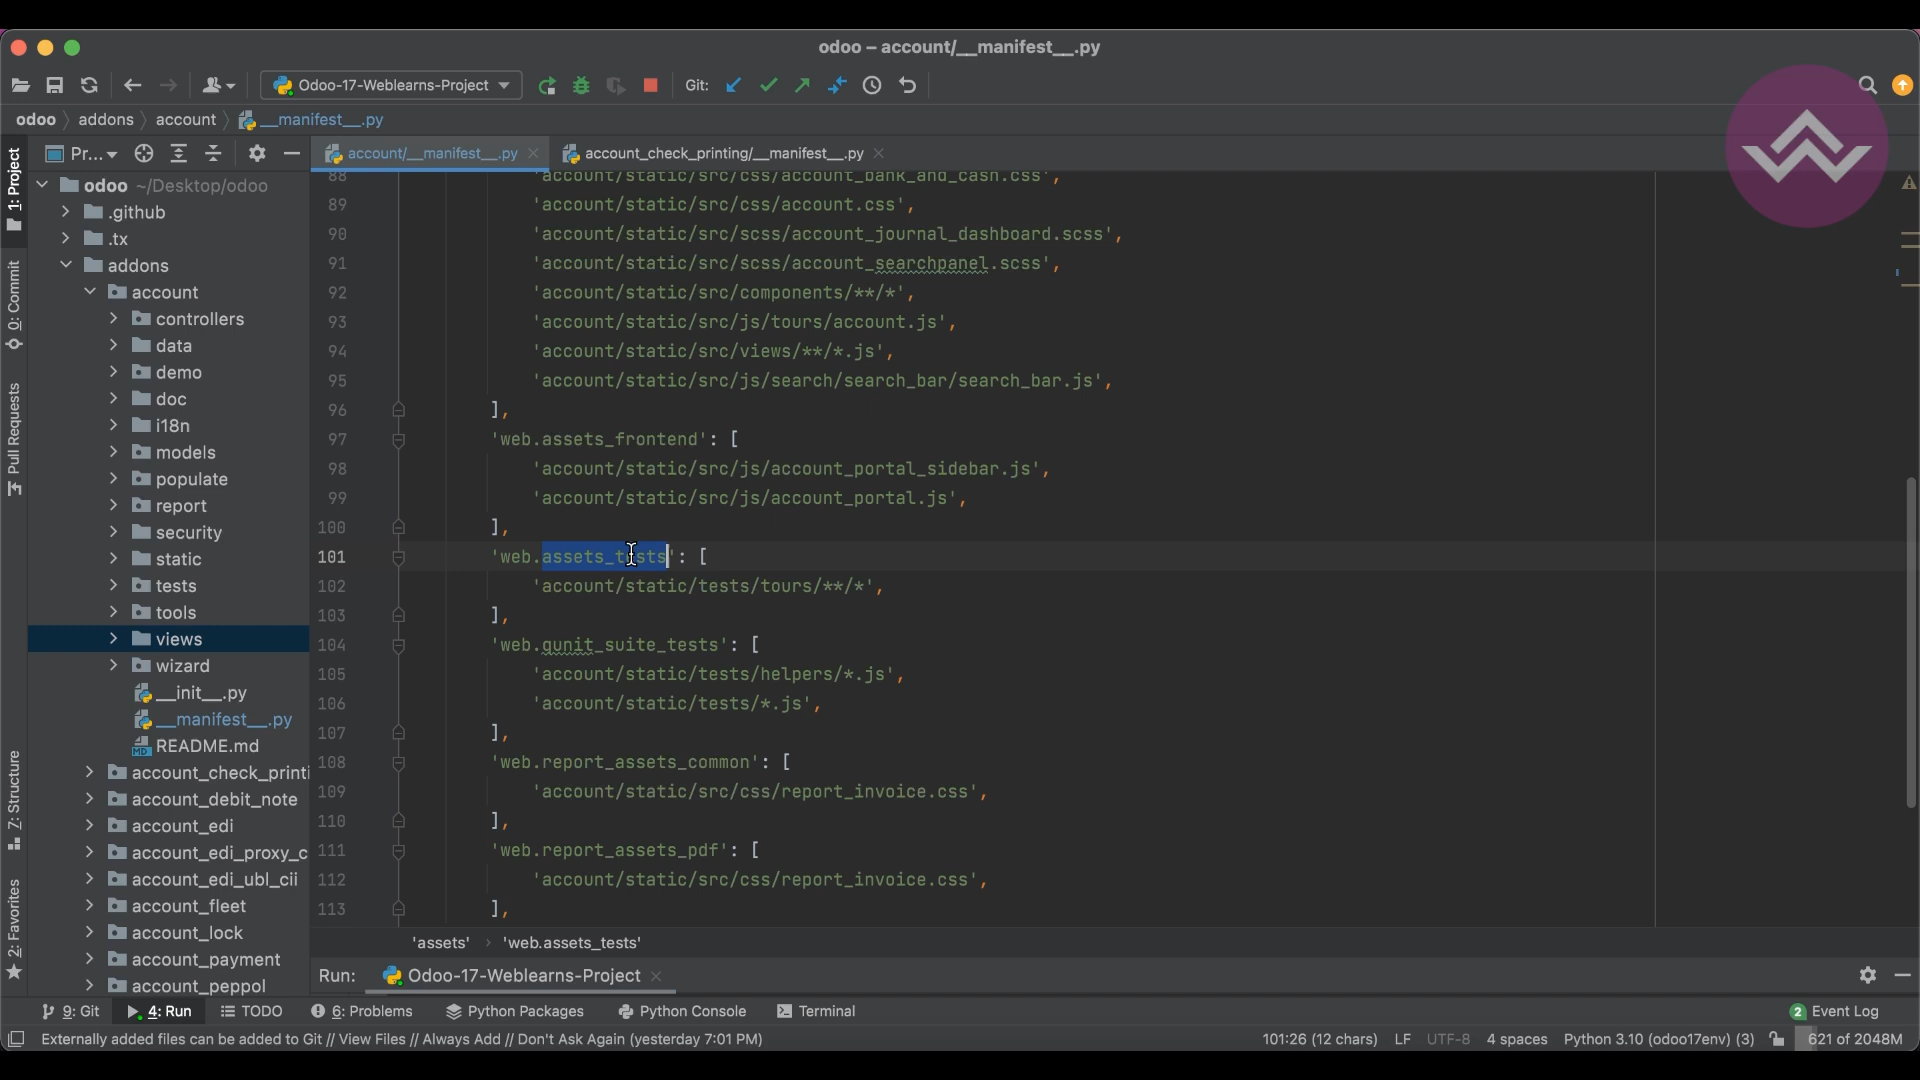 odoo – account/__manifest__.py
Odoo-17-Weblearns-Project
Git:
odoo
addons
account
__manifest__.py
1: Project
0: Commit
Pull Requests
Z: Structure
2: Favorites
Pr...
account/__manifest__.py
account_check_printing/__manifest__.py
odoo ~/Desktop/odoo
.github
.tx
addons
account
controllers
data
demo
doc
i18n
models
populate
report
security
static
tests
tools
views
wizard
__init__.py
__manifest__.py
MD README.md
account_check_printi
account_debit_note
account_edi
account_edi_proxy_c
account_edi_ubl_cii
account_fleet
account_lock
account_payment
account_peppol
88 'account/static/src/css/account_bank_and_cash.css',
89 'account/static/src/css/account.css',
90 'account/static/src/scss/account_journal_dashboard.scss',
91 'account/static/src/scss/account_searchpanel.scss',
92 'account/static/src/components/**/*',
93 'account/static/src/js/tours/account.js',
94 'account/static/src/views/**/*.js',
95 'account/static/src/js/search/search_bar/search_bar.js',
96 ],
97 'web.assets_frontend': [
98 'account/static/src/js/account_portal_sidebar.js',
99 'account/static/src/js/account_portal.js',
100 ],
101 'web.assets_tests': [
102 'account/static/tests/tours/**/*',
103 ],
104 'web.qunit_suite_tests': [
105 'account/static/tests/helpers/*.js',
106 'account/static/tests/*.js',
107 ],
108 'web.report_assets_common': [
109 'account/static/src/css/report_invoice.css',
110 ],
111 'web.report_assets_pdf': [
112 'account/static/src/css/report_invoice.css',
113 ],
'assets' › 'web.assets_tests'
Run: Odoo-17-Weblearns-Project
9: Git
4: Run
TODO
6: Problems
Python Packages
Python Console
Terminal
2 Event Log
Externally added files can be added to Git // View Files // Always Add // Don't Ask Again (yesterday 7:01 PM)
101:26 (12 chars) LF UTF-8 4 spaces Python 3.10 (odoo17env) (3) 621 of 2048M